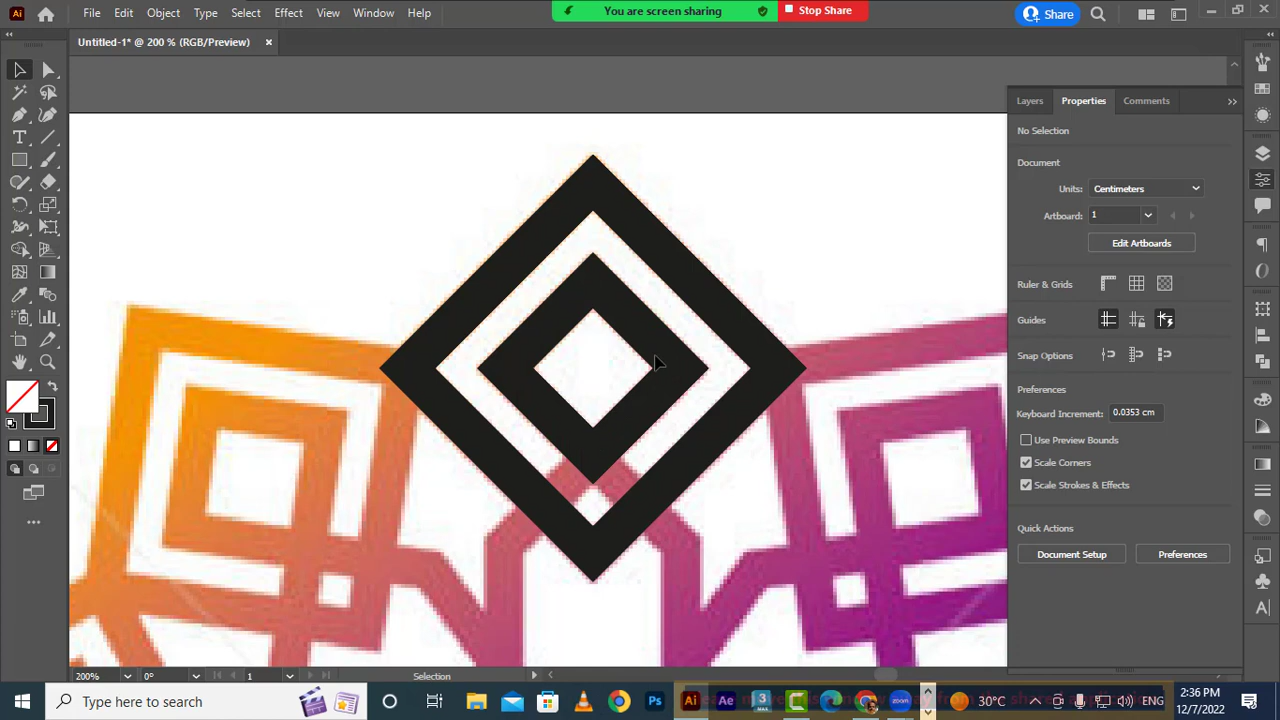 File Edit Object Type Select Effect View Window Help
You are screen sharing Stop Share
Share
Untitled-1* @ 200 % (RGB/Preview)
Layers Properties Comments
No Selection
Document
Units: Centimeters
Artboard: 1
Edit Artboards
Ruler & Grids
Guides
Snap Options
Preferences
Keyboard Increment: 0.0353 cm
Use Preview Bounds
Scale Corners
Scale Strokes & Effects
Quick Actions
Document Setup Preferences
200% 0° 1 Selection
Type here to search
30°C
ENG
2:36 PM
12/7/2022